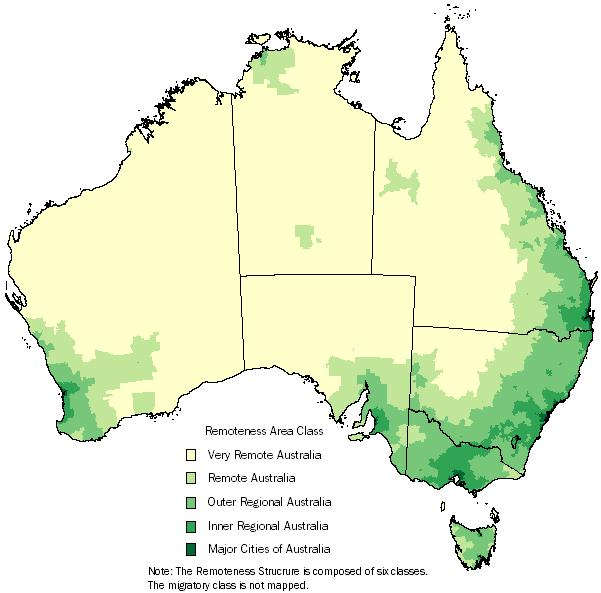 Remoteness Area Class
Very Remote Australia
Remote Australia
Outer Regional Australia
Inner Regional Australia
Major Cities of Australia
Note: The Remoteness Strucrure is composed of six classes.
The migratory class is not mapped.